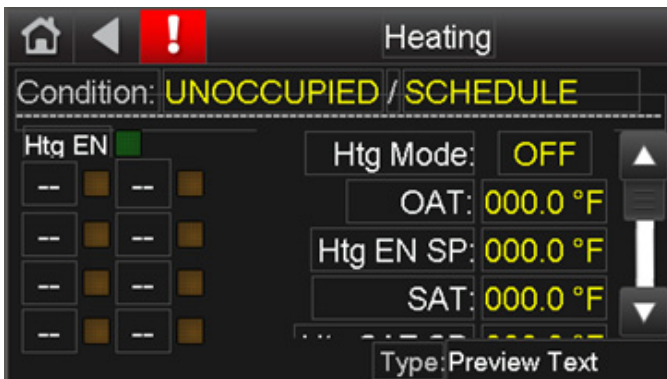 !
Heating
Condition: UNOCCUPIED / SCHEDULE
Htg EN
Htg Mode: OFF
-- --
OAT: 000.0 °F
-- --
Htg EN SP: 000.0 °F
-- --
SAT: 000.0 °F
-- --
Type: Preview Text